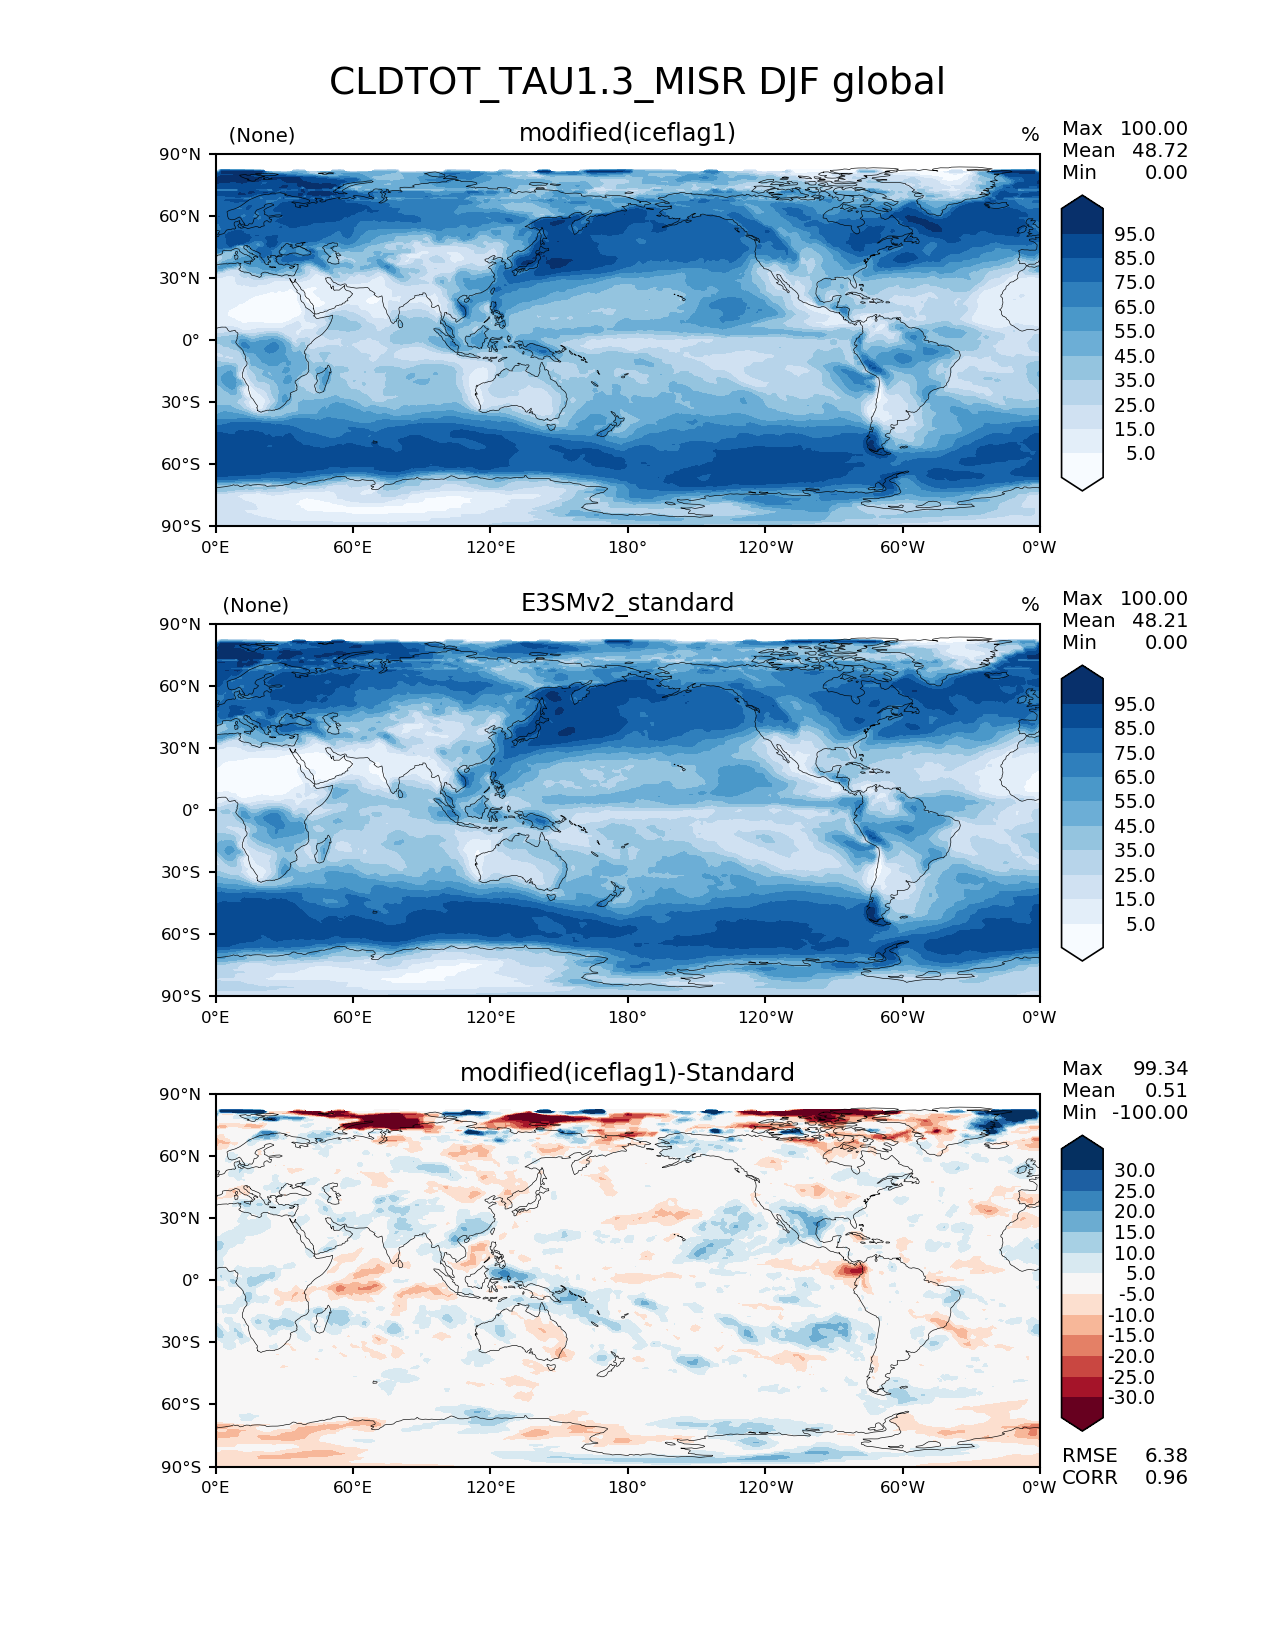 CLDTOT_TAU1.3_MISR DJF global
(None) modified(iceflag1) %
Max 100.00
Mean 48.72
Min 0.00
90°N
60°N
30°N
0°
30°S
60°S
90°S
0°E 60°E 120°E 180° 120°W 60°W 0°W
95.0
85.0
75.0
65.0
55.0
45.0
35.0
25.0
15.0
5.0
(None) E3SMv2_standard %
Max 100.00
Mean 48.21
Min 0.00
90°N
60°N
30°N
0°
30°S
60°S
90°S
0°E 60°E 120°E 180° 120°W 60°W 0°W
95.0
85.0
75.0
65.0
55.0
45.0
35.0
25.0
15.0
5.0
modified(iceflag1)-Standard
Max 99.34
Mean 0.51
Min -100.00
90°N
60°N
30°N
0°
30°S
60°S
90°S
0°E 60°E 120°E 180° 120°W 60°W 0°W
30.0
25.0
20.0
15.0
10.0
5.0
-5.0
-10.0
-15.0
-20.0
-25.0
-30.0
RMSE 6.38
CORR 0.96